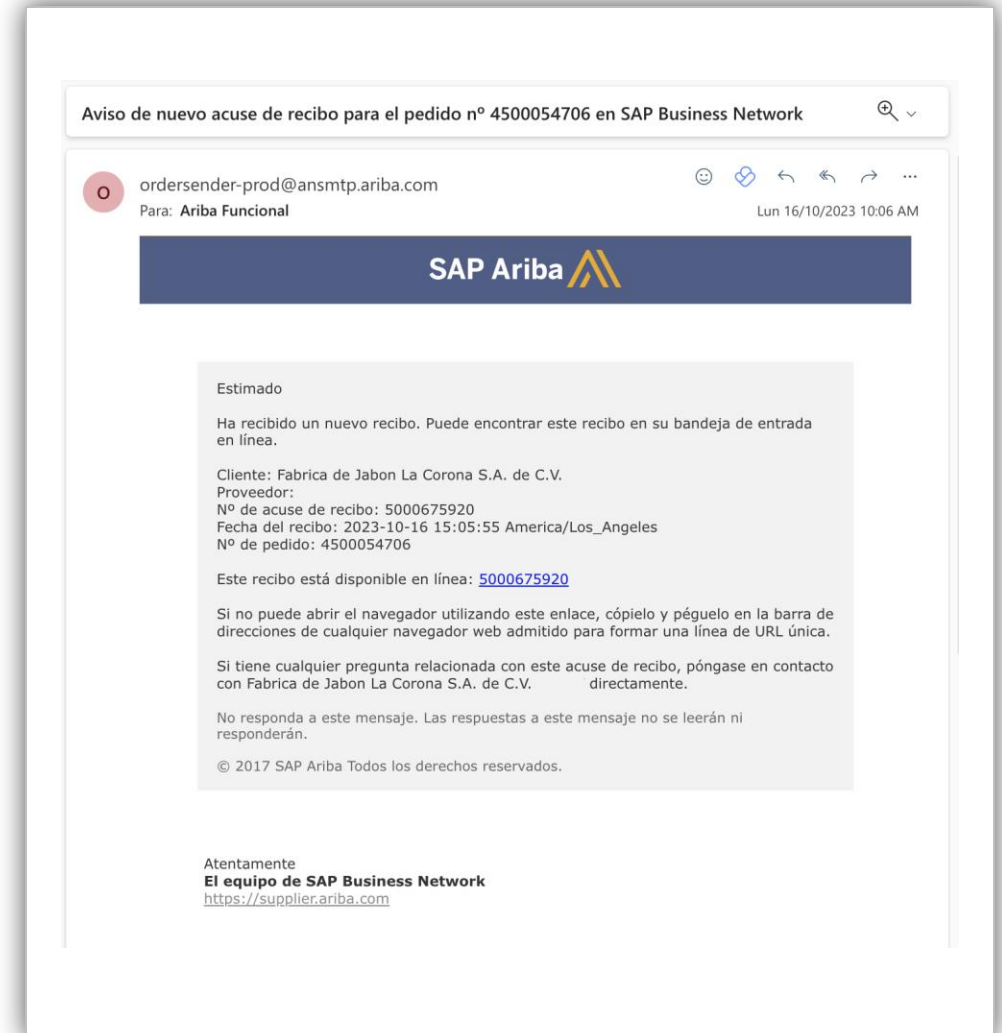 Aviso de nuevo acuse de recibo para el pedido nº 4500054706 en SAP Business Network
O
ordersender-prod@ansmtp.ariba.com
Para: Ariba Funcional
Lun 16/10/2023 10:06 AM
SAP Ariba
Estimado
Ha recibido un nuevo recibo. Puede encontrar este recibo en su bandeja de entrada
en línea.
Cliente: Fabrica de Jabon La Corona S.A. de C.V.
Proveedor:
Nº de acuse de recibo: 5000675920
Fecha del recibo: 2023-10-16 15:05:55 America/Los_Angeles
Nº de pedido: 4500054706
Este recibo está disponible en línea: 5000675920
Si no puede abrir el navegador utilizando este enlace, cópielo y péguelo en la barra de
direcciones de cualquier navegador web admitido para formar una línea de URL única.
Si tiene cualquier pregunta relacionada con este acuse de recibo, póngase en contacto
con Fabrica de Jabon La Corona S.A. de C.V. directamente.
No responda a este mensaje. Las respuestas a este mensaje no se leerán ni
responderán.
© 2017 SAP Ariba Todos los derechos reservados.
Atentamente
El equipo de SAP Business Network
https://supplier.ariba.com